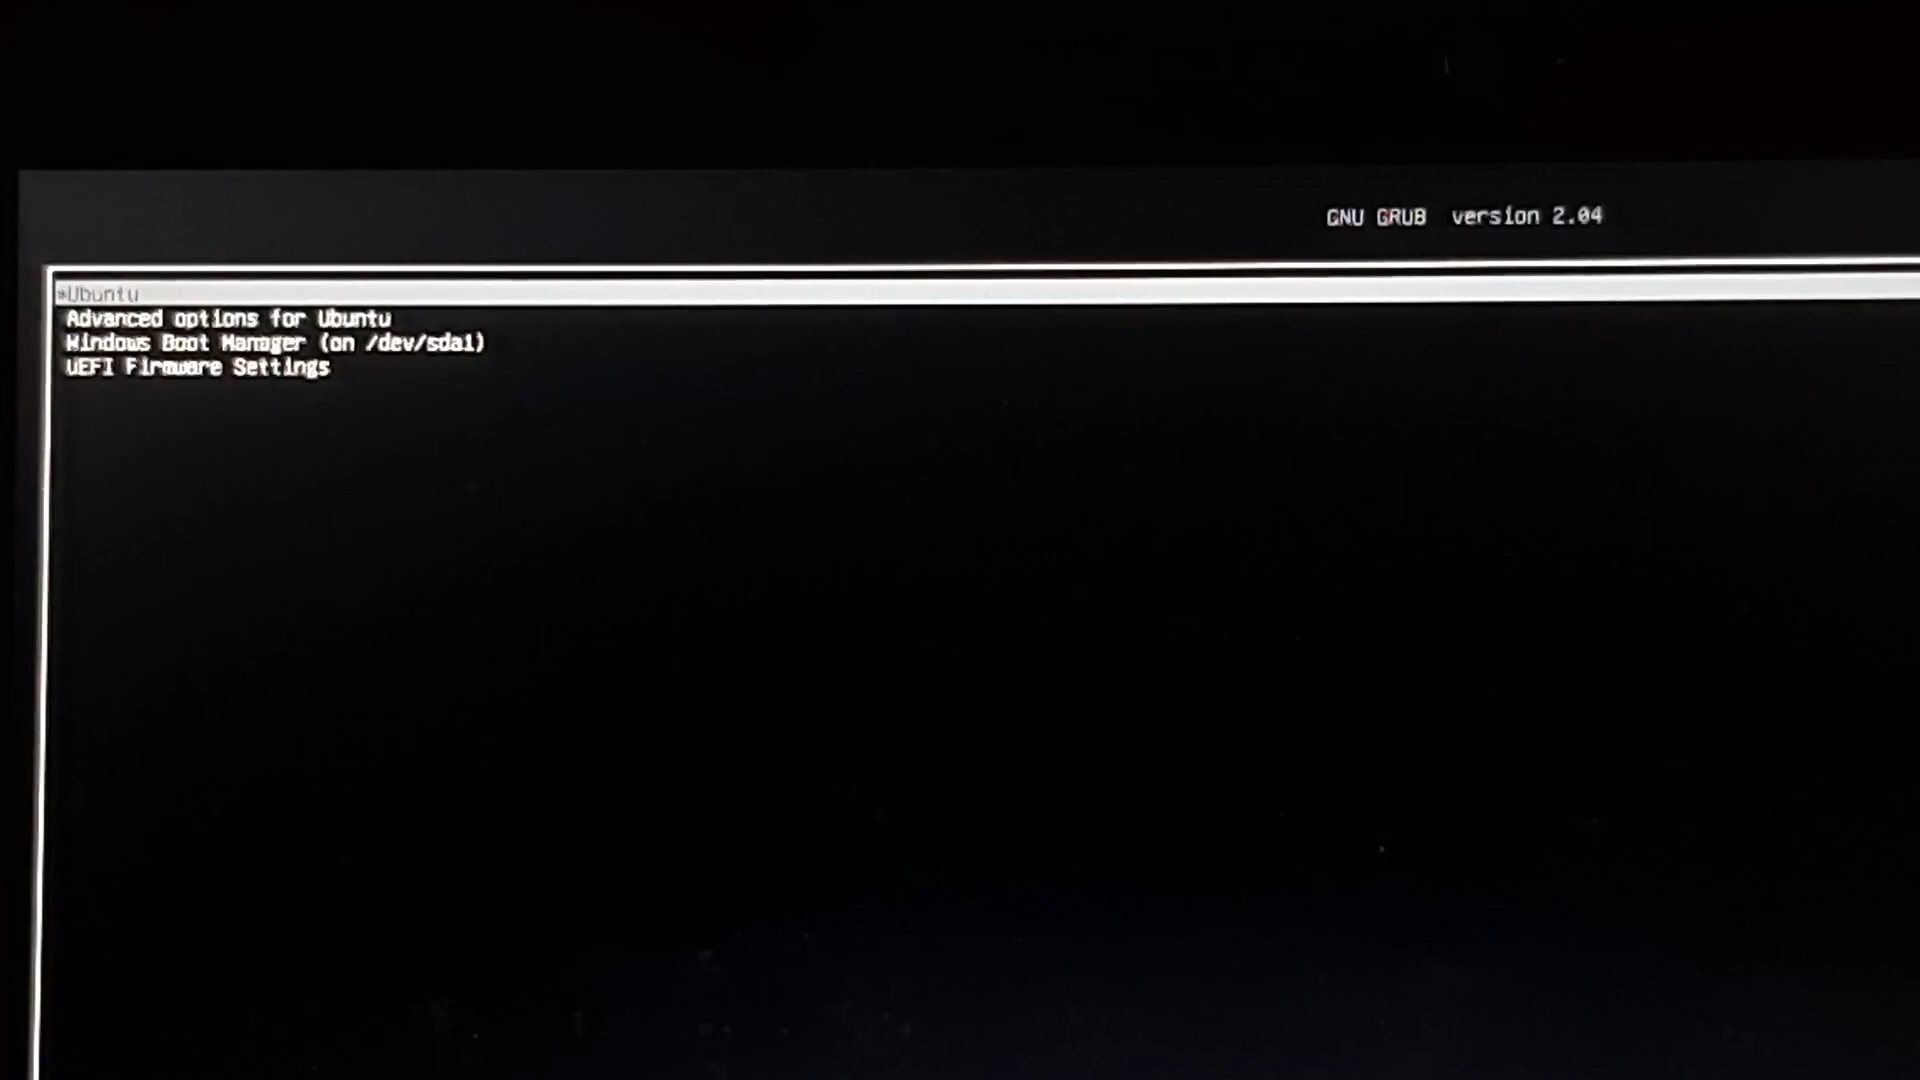 GNU GRUB version 2.04
*Ubuntu
Advanced options for Ubuntu
Windows Boot Manager (on /dev/sda1)
UEFI Firmware Settings